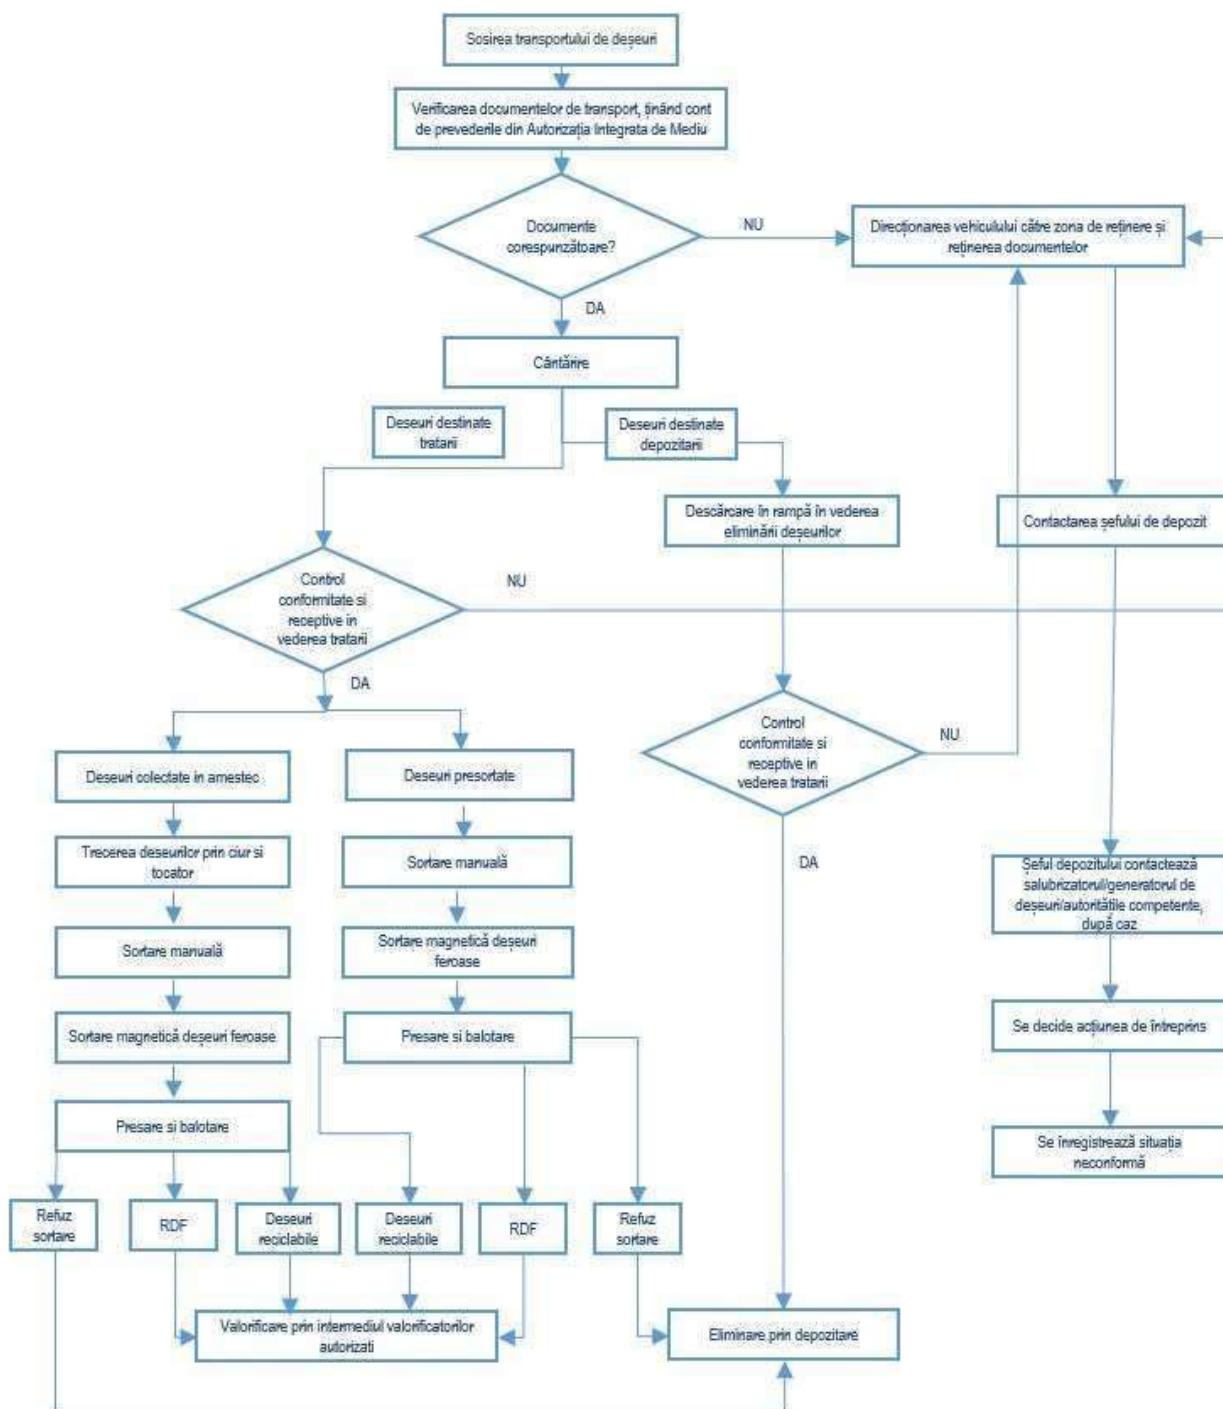 Sosirea transportului de deșeuri
Verificarea documentelor de transport, ținând cont
de prevederile din Autorizația Integrata de Mediu
Documente
corespunzătoare?
NU
Direcționarea vehiculului către zona de reținere și
reținerea documentelor
DA
Cântărire
Deseuri destinate
tratarii
Deseuri destinate
depozitarii
Descărcare în rampă în vederea
eliminării deșeurilor
Contactarea șefului de depozit
Control
conformitate si
receptive in
vederea tratarii
NU
DA
Control
conformitate si
receptive in
vederea tratarii
NU
DA
Deseuri colectate in amestec
Deseuri presortate
Trecerea deseurilor prin ciur si
tocator
Sortare manuală
Șeful depozitului contactează
salubrizatorul/generatorul de
deșeuri/autoritățile competente,
după caz
Sortare manuală
Sortare magnetică deșeuri
feroase
Sortare magnetică deșeuri feroase
Presare si balotare
Se decide acțiunea de întreprins
Presare si balotare
Se înregistrează situația
neconformă
Refuz
sortare
RDF
Deseuri
reciclabile
Deseuri
reciclabile
RDF
Refuz
sortare
Valorificare prin intermediul valorificatorilor
autorizati
Eliminare prin depozitare